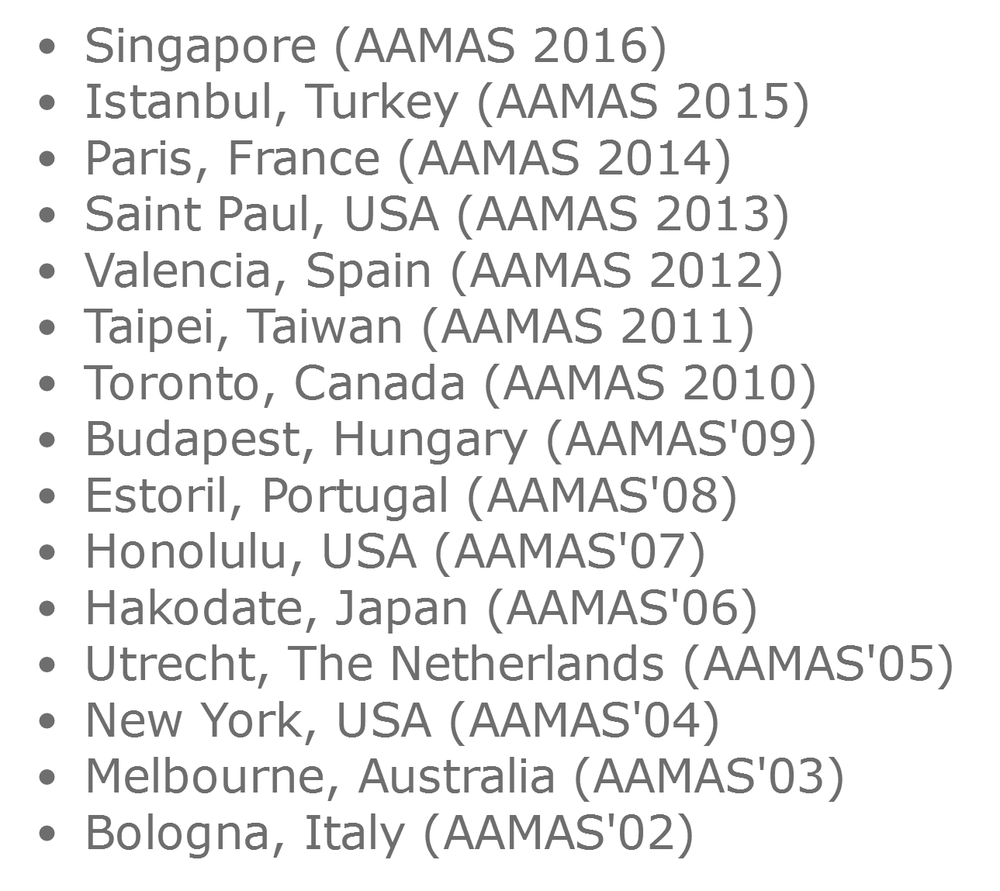 • Singapore (AAMAS 2016)
• Istanbul, Turkey (AAMAS 2015)
• Paris, France (AAMAS 2014)
• Saint Paul, USA (AAMAS 2013)
• Valencia, Spain (AAMAS 2012)
• Taipei, Taiwan (AAMAS 2011)
• Toronto, Canada (AAMAS 2010)
• Budapest, Hungary (AAMAS'09)
• Estoril, Portugal (AAMAS'08)
• Honolulu, USA (AAMAS'07)
• Hakodate, Japan (AAMAS'06)
• Utrecht, The Netherlands (AAMAS'05)
• New York, USA (AAMAS'04)
• Melbourne, Australia (AAMAS'03)
• Bologna, Italy (AAMAS'02)